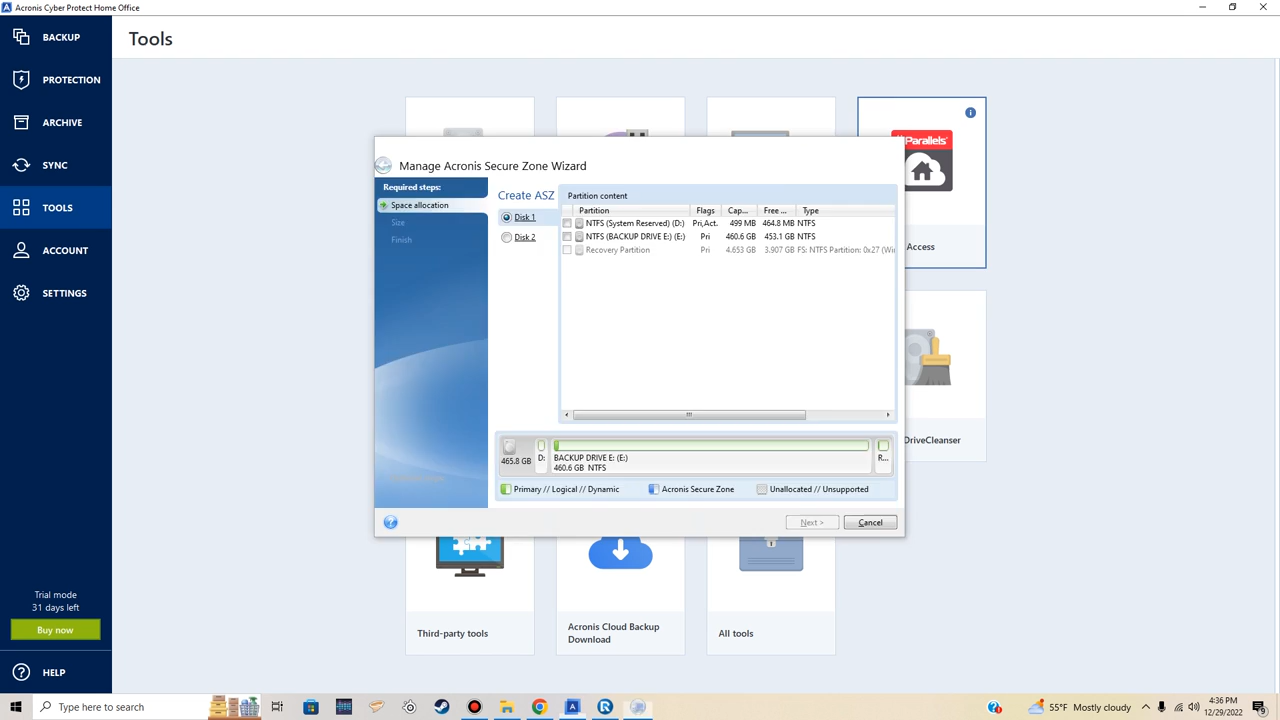 Acronis Cyber Protect Home Office
BACKUP
PROTECTION
ARCHIVE
SYNC
TOOLS
ACCOUNT
SETTINGS
Trial mode
31 days left
Buy now
HELP
Tools
Parallels
Access
DriveCleanser
Third-party tools
Acronis Cloud Backup
Download
All tools
Manage Acronis Secure Zone Wizard
Required steps:
Space allocation
Size
Finish
Create ASZ
Disk 1
Disk 2
Partition content
Partition Flags Cap... Free ... Type
NTFS (System Reserved) (D:) Pri,Act. 499 MB 464.8 MB NTFS
NTFS (BACKUP DRIVE E:) (E:) Pri 460.6 GB 453.1 GB NTFS
Recovery Partition Pri 4.653 GB 3.907 GB FS: NTFS Partition: 0x27 (Wi
465.8 GB
D:
BACKUP DRIVE E: (E:)
460.6 GB NTFS
R...
Primary // Logical // Dynamic
Acronis Secure Zone
Unallocated // Unsupported
Next >
Cancel
Type here to search
55°F Mostly cloudy
4:36 PM
12/29/2022